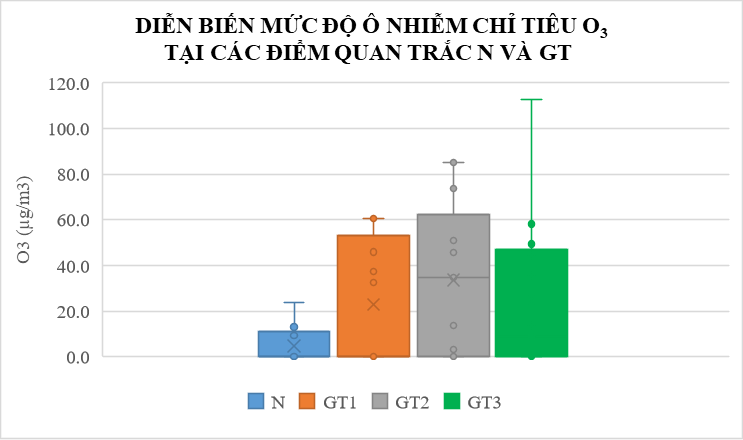 DIỄN BIẾN MỨC ĐỘ Ô NHIỄM CHỈ TIÊU O₃
TẠI CÁC ĐIỂM QUAN TRẮC N VÀ GT
120.0
100.0
80.0
60.0
40.0
20.0
0.0
O3 (µg/m3)
N GT1 GT2 GT3